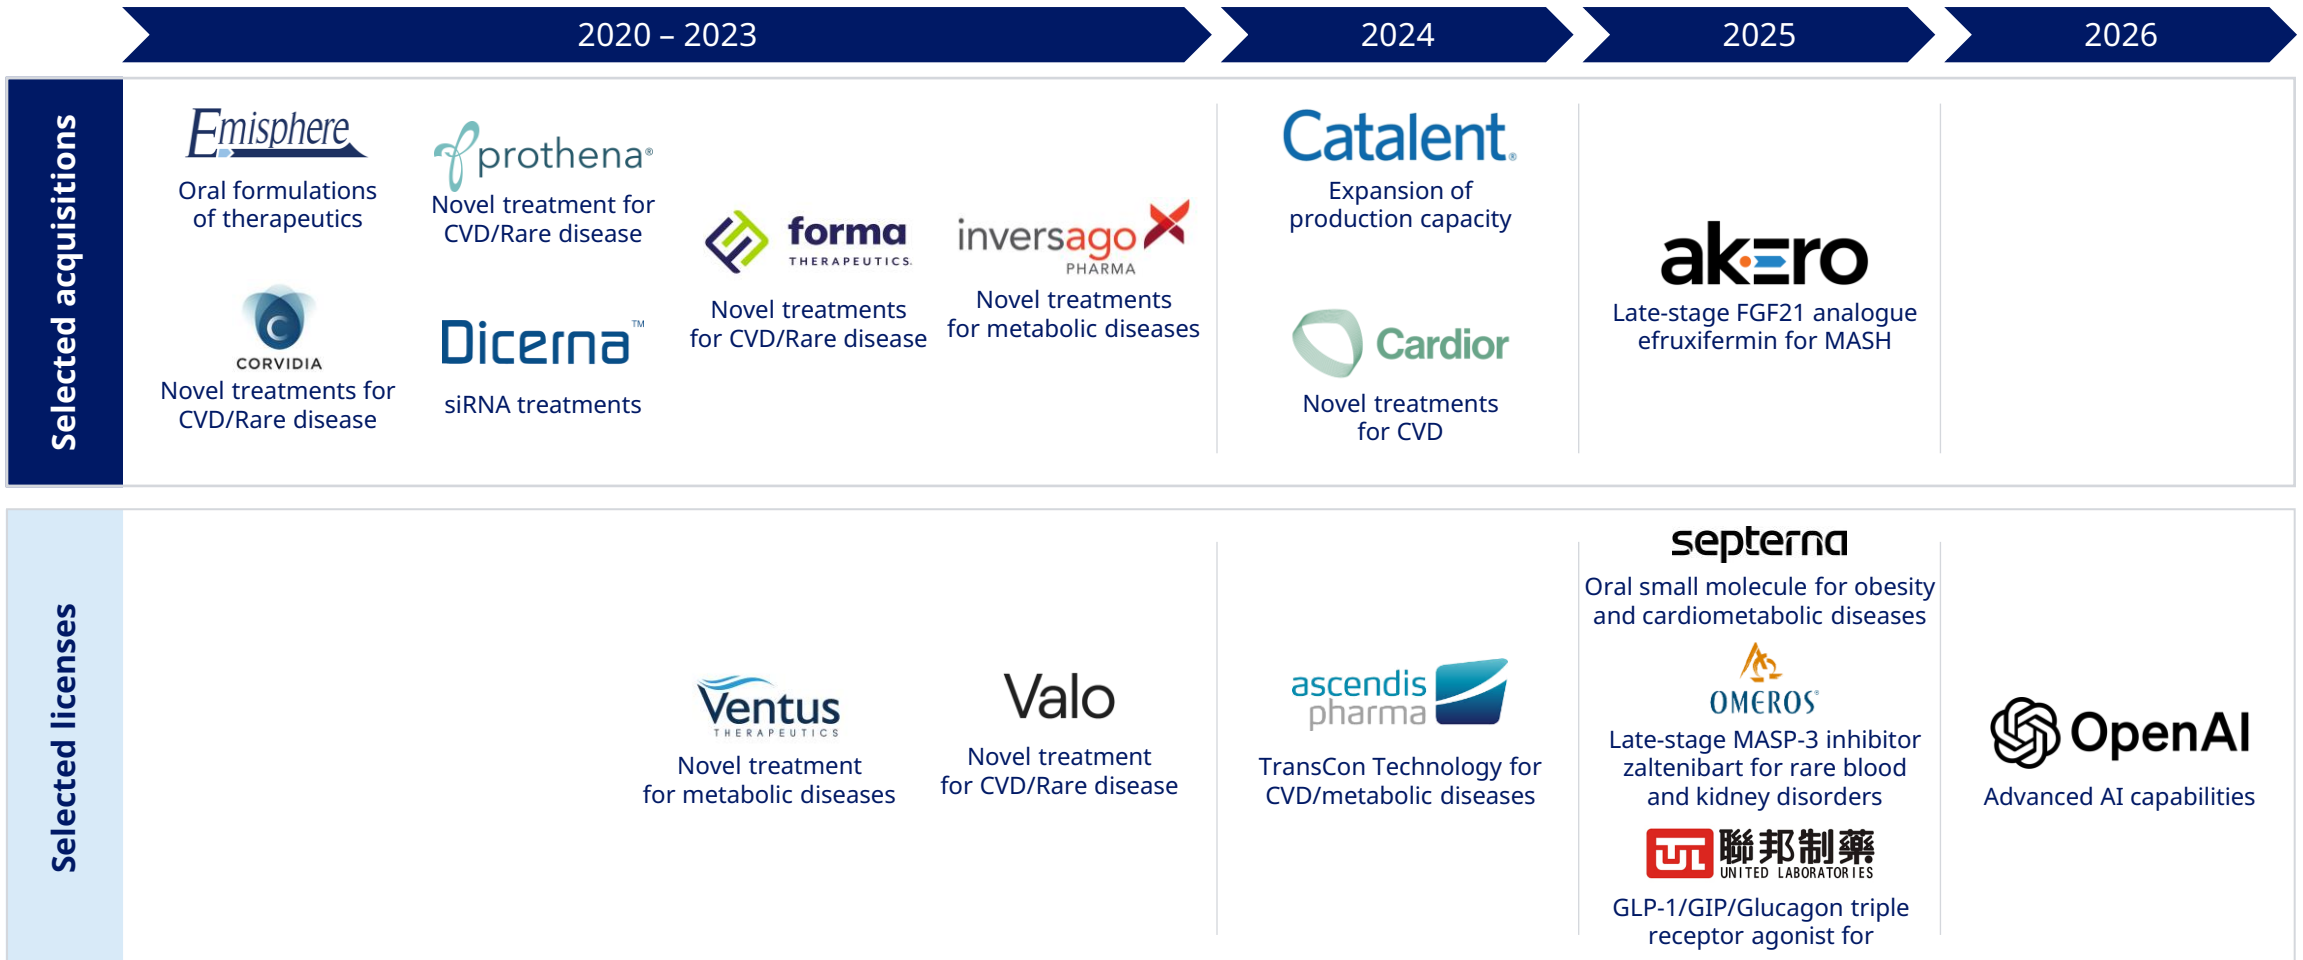 2020 – 2023
2024
2025
2026
Selected acquisitions
Emisphere
Oral formulations
of therapeutics
CORVIDIA
Novel treatments for
CVD/Rare disease
prothena®
Novel treatment for
CVD/Rare disease
Dicerna™
siRNA treatments
forma
THERAPEUTICS.
Novel treatments
for CVD/Rare disease
inversago
PHARMA
Novel treatments
for metabolic diseases
Catalent®
Expansion of
production capacity
Cardior
Novel treatments
for CVD
akero
Late-stage FGF21 analogue
efruxifermin for MASH
Selected licenses
Ventus
THERAPEUTICS
Novel treatment
for metabolic diseases
Valo
Novel treatment
for CVD/Rare disease
ascendis
pharma
TransCon Technology for
CVD/metabolic diseases
septerna
Oral small molecule for obesity
and cardiometabolic diseases
OMEROS®
Late-stage MASP-3 inhibitor
zaltenibart for rare blood
and kidney disorders
聯邦制藥
UNITED LABORATORIES
GLP-1/GIP/Glucagon triple
receptor agonist for
OpenAI
Advanced AI capabilities